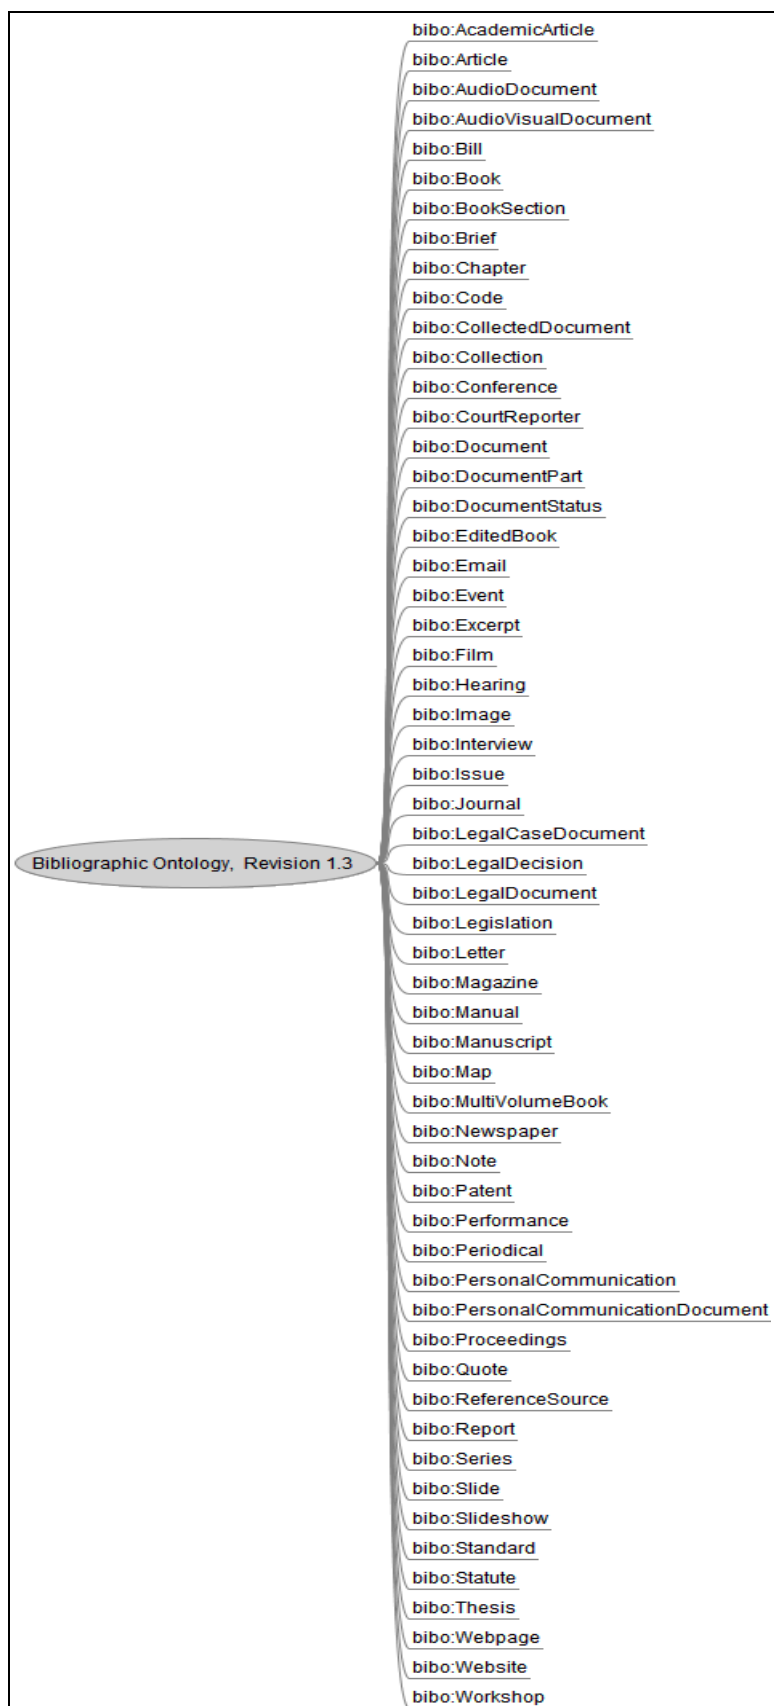 bibo:AcademicArticle
bibo:Article
bibo:AudioDocument
bibo:AudioVisualDocument
bibo:Bill
bibo:Book
bibo:BookSection
bibo:Brief
bibo:Chapter
bibo:Code
bibo:CollectedDocument
bibo:Collection
bibo:Conference
bibo:CourtReporter
bibo:Document
bibo:DocumentPart
bibo:DocumentStatus
bibo:EditedBook
bibo:Email
bibo:Event
bibo:Excerpt
bibo:Film
bibo:Hearing
bibo:Image
bibo:Interview
bibo:Issue
bibo:Journal
bibo:LegalCaseDocument
Bibliographic Ontology, Revision 1.3
bibo:LegalDecision
bibo:LegalDocument
bibo:Legislation
bibo:Letter
bibo:Magazine
bibo:Manual
bibo:Manuscript
bibo:Map
bibo:MultiVolumeBook
bibo:Newspaper
bibo:Note
bibo:Patent
bibo:Performance
bibo:Periodical
bibo:PersonalCommunication
bibo:PersonalCommunicationDocument
bibo:Proceedings
bibo:Quote
bibo:ReferenceSource
bibo:Report
bibo:Series
bibo:Slide
bibo:Slideshow
bibo:Standard
bibo:Statute
bibo:Thesis
bibo:Webpage
bibo:Website
bibo:Workshop